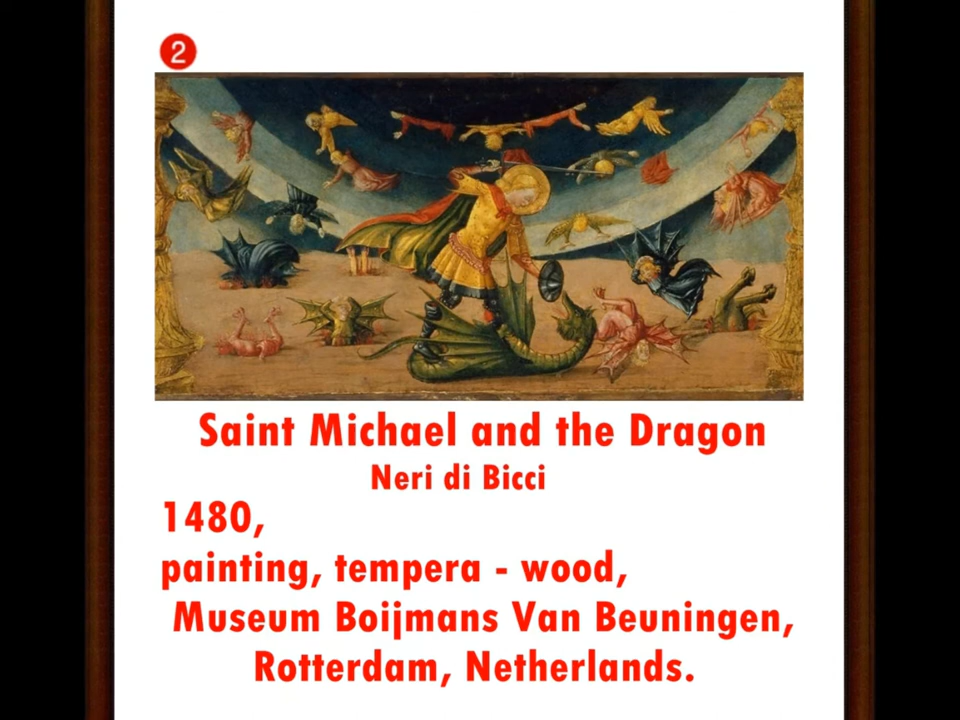 2
Saint Michael and the Dragon
Neri di Bicci
1480,
painting, tempera - wood,
Museum Boijmans Van Beuningen,
Rotterdam, Netherlands.